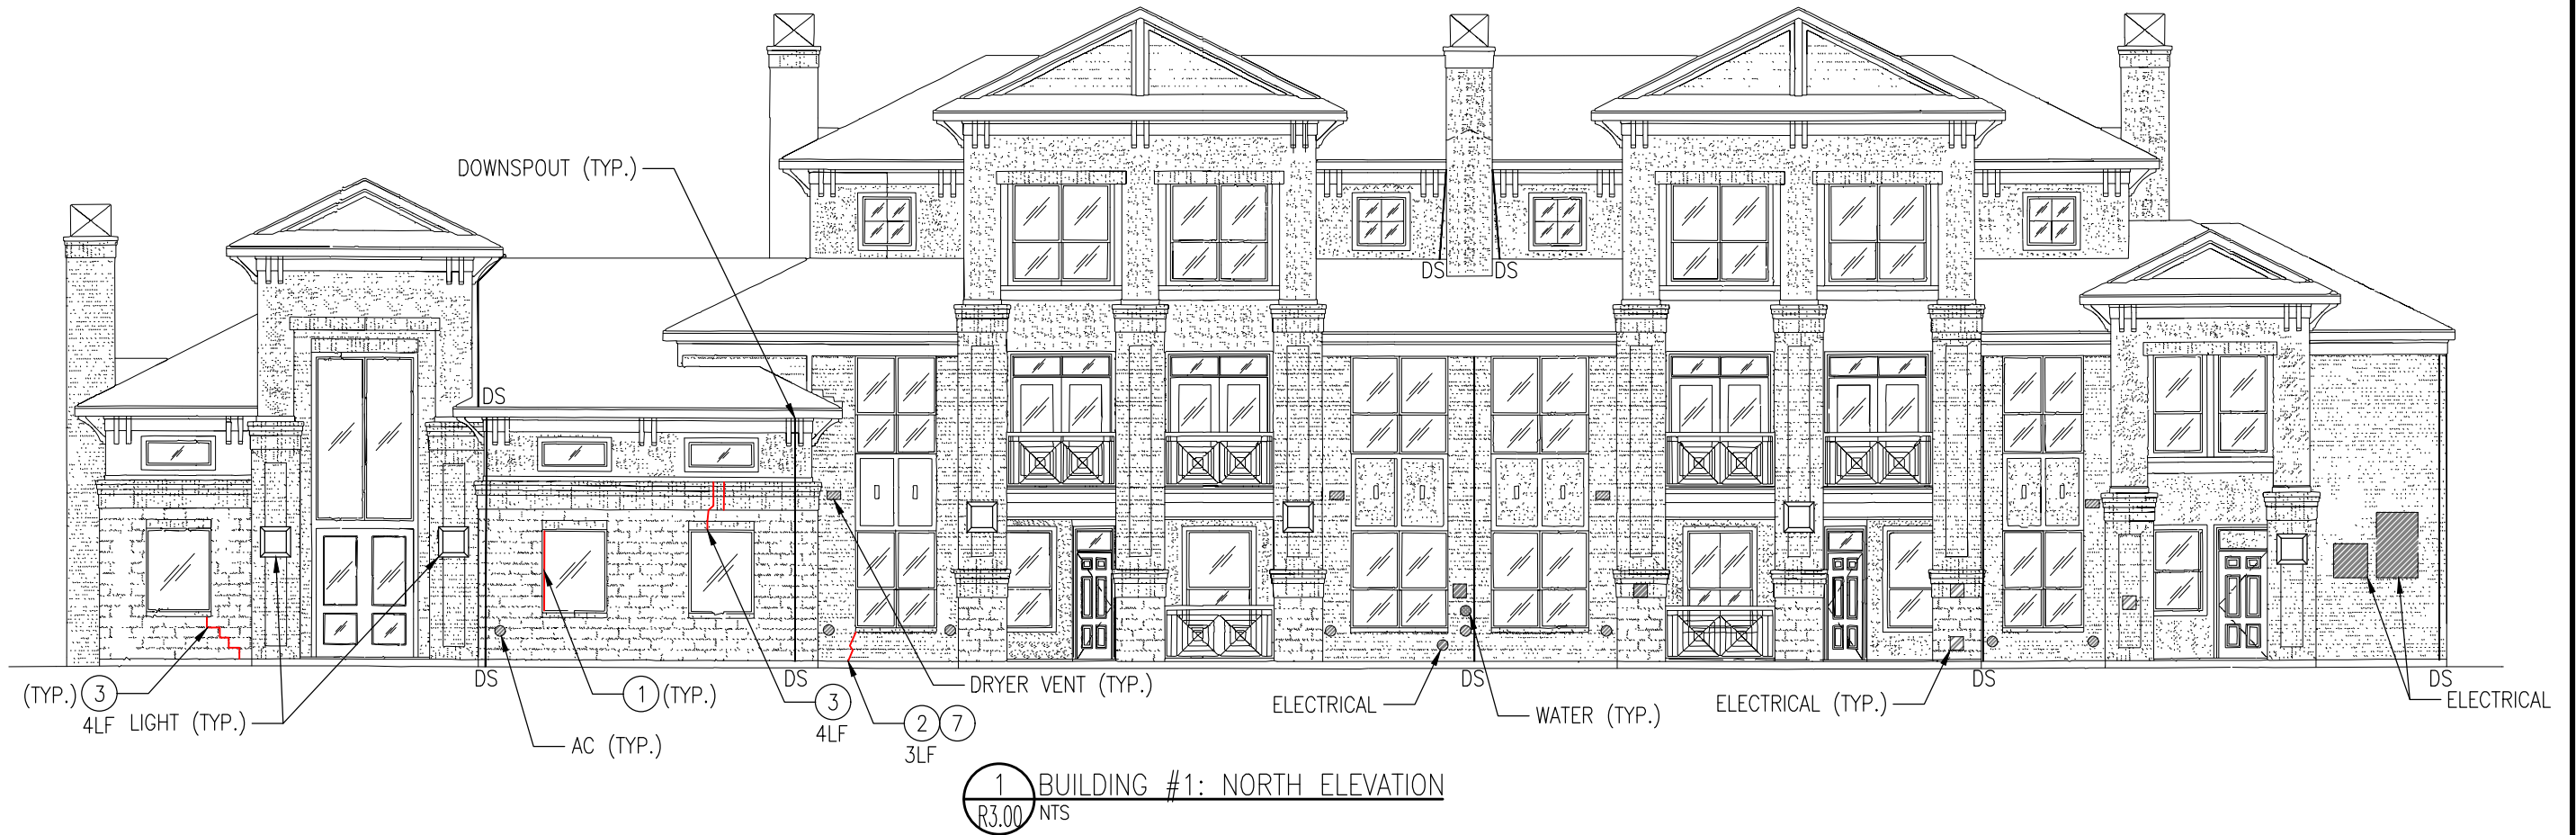 DOWNSPOUT (TYP.)
DS DS
DS
DS DS DS DS DS
(TYP.) 3
4LF
LIGHT (TYP.)
AC (TYP.)
1 (TYP.)
3
4LF
2 7
3LF
DRYER VENT (TYP.)
ELECTRICAL
WATER (TYP.)
ELECTRICAL (TYP.)
ELECTRICAL
1 BUILDING #1: NORTH ELEVATION
R3.00 NTS